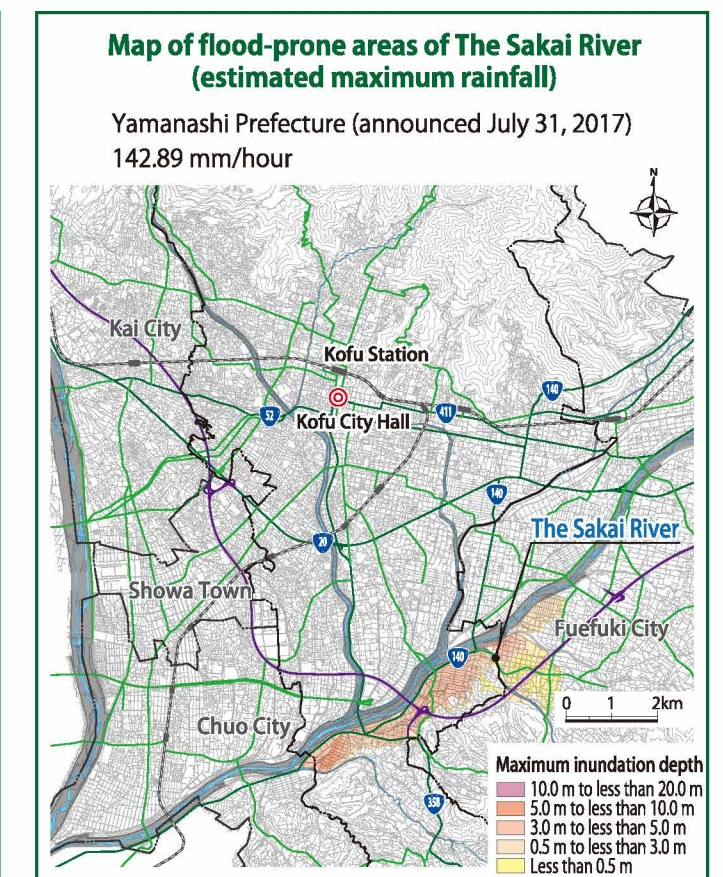 Map of flood-prone areas of The Sakai River
(estimated maximum rainfall)
Yamanashi Prefecture (announced July 31, 2017)
142.89 mm/hour
N
Kai City
Kofu Station
140
52
Kofu City Hall
411
140
The Sakai River
20
Showa Town
Fuefuki City
140
0 1 2km
Chuo City
Maximum inundation depth
10.0 m to less than 20.0 m
5.0 m to less than 10.0 m
3.0 m to less than 5.0 m
0.5 m to less than 3.0 m
Less than 0.5 m
358